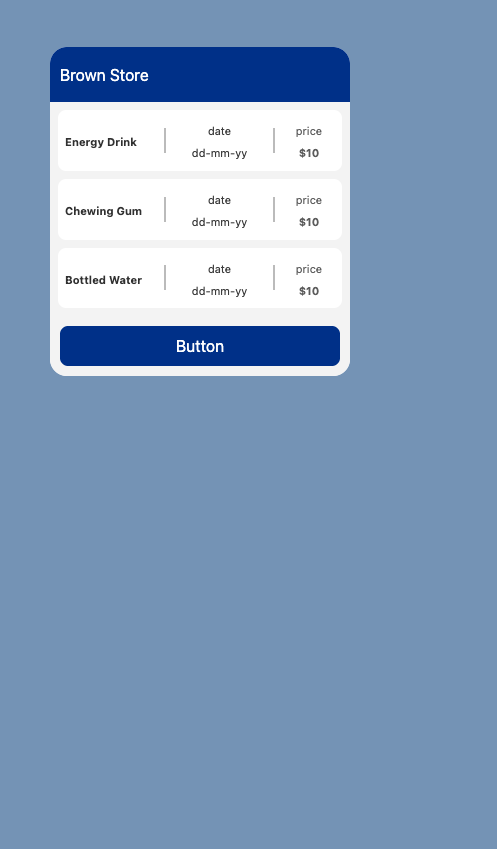 Brown Store
Energy Drink
date
dd-mm-yy
price
$10
Chewing Gum
date
dd-mm-yy
price
$10
Bottled Water
date
dd-mm-yy
price
$10
Button